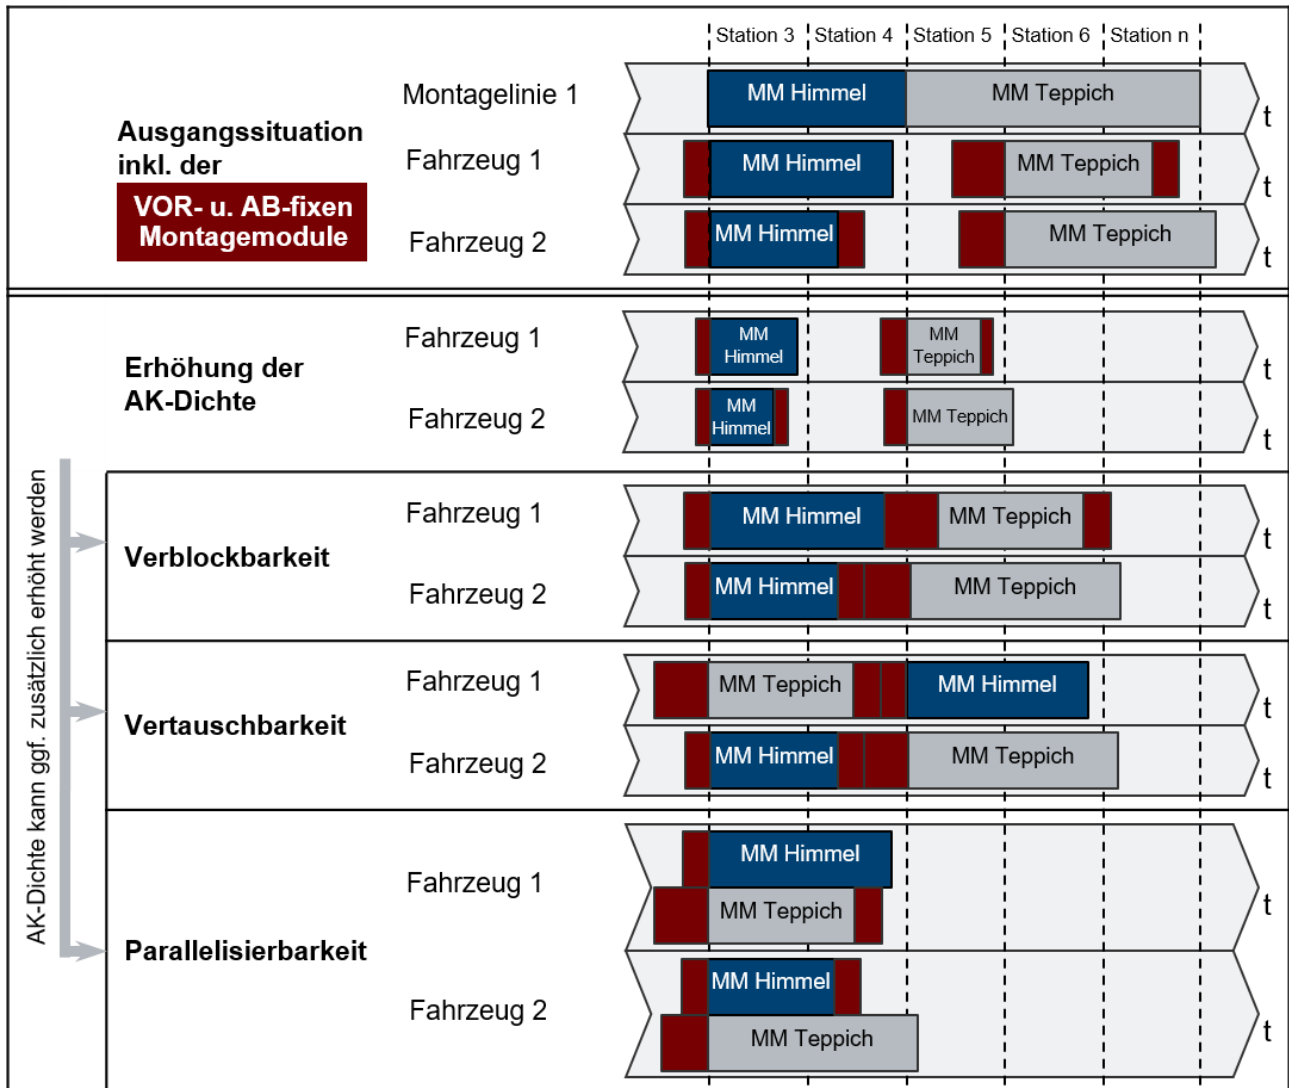 Station 3 Station 4 Station 5 Station 6 Station n
Montagelinie 1 MM Himmel MM Teppich t
Ausgangssituation
inkl. der
VOR- u. AB-fixen
Montagemodule
Fahrzeug 1 MM Himmel MM Teppich t
Fahrzeug 2 MM Himmel MM Teppich t
Erhöhung der
AK-Dichte
Fahrzeug 1 MM
Himmel MM
Teppich t
Fahrzeug 2 MM
Himmel MM Teppich t
AK-Dichte kann ggf. zusätzlich erhöht werden
Verblockbarkeit
Fahrzeug 1 MM Himmel MM Teppich t
Fahrzeug 2 MM Himmel MM Teppich t
Vertauschbarkeit
Fahrzeug 1 MM Teppich MM Himmel t
Fahrzeug 2 MM Himmel MM Teppich t
Parallelisierbarkeit
Fahrzeug 1 MM Himmel
MM Teppich t
Fahrzeug 2 MM Himmel
MM Teppich t